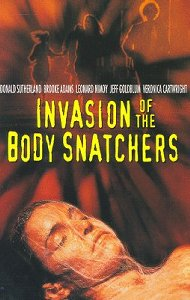 DONALD SUTHERLAND BROOKE ADAMS LEONARD NIMOY JEFF GOLDBLUM VERONICA CARTWRIGHT
INVASION OF THE
BODY SNATCHERS